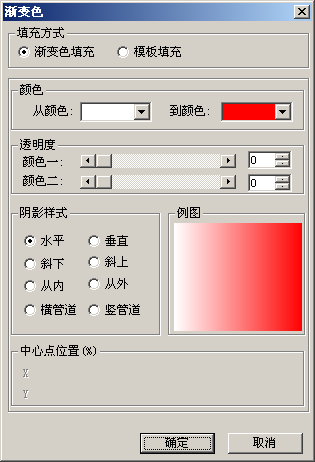 渐变色
填充方式
渐变色填充 模板填充
颜色
从颜色: 到颜色:
透明度
颜色一: 0
颜色二: 0
阴影样式 例图
水平 垂直
斜下 斜上
从内 从外
横管道 竖管道
中心点位置(%)
X
Y
确定 取消